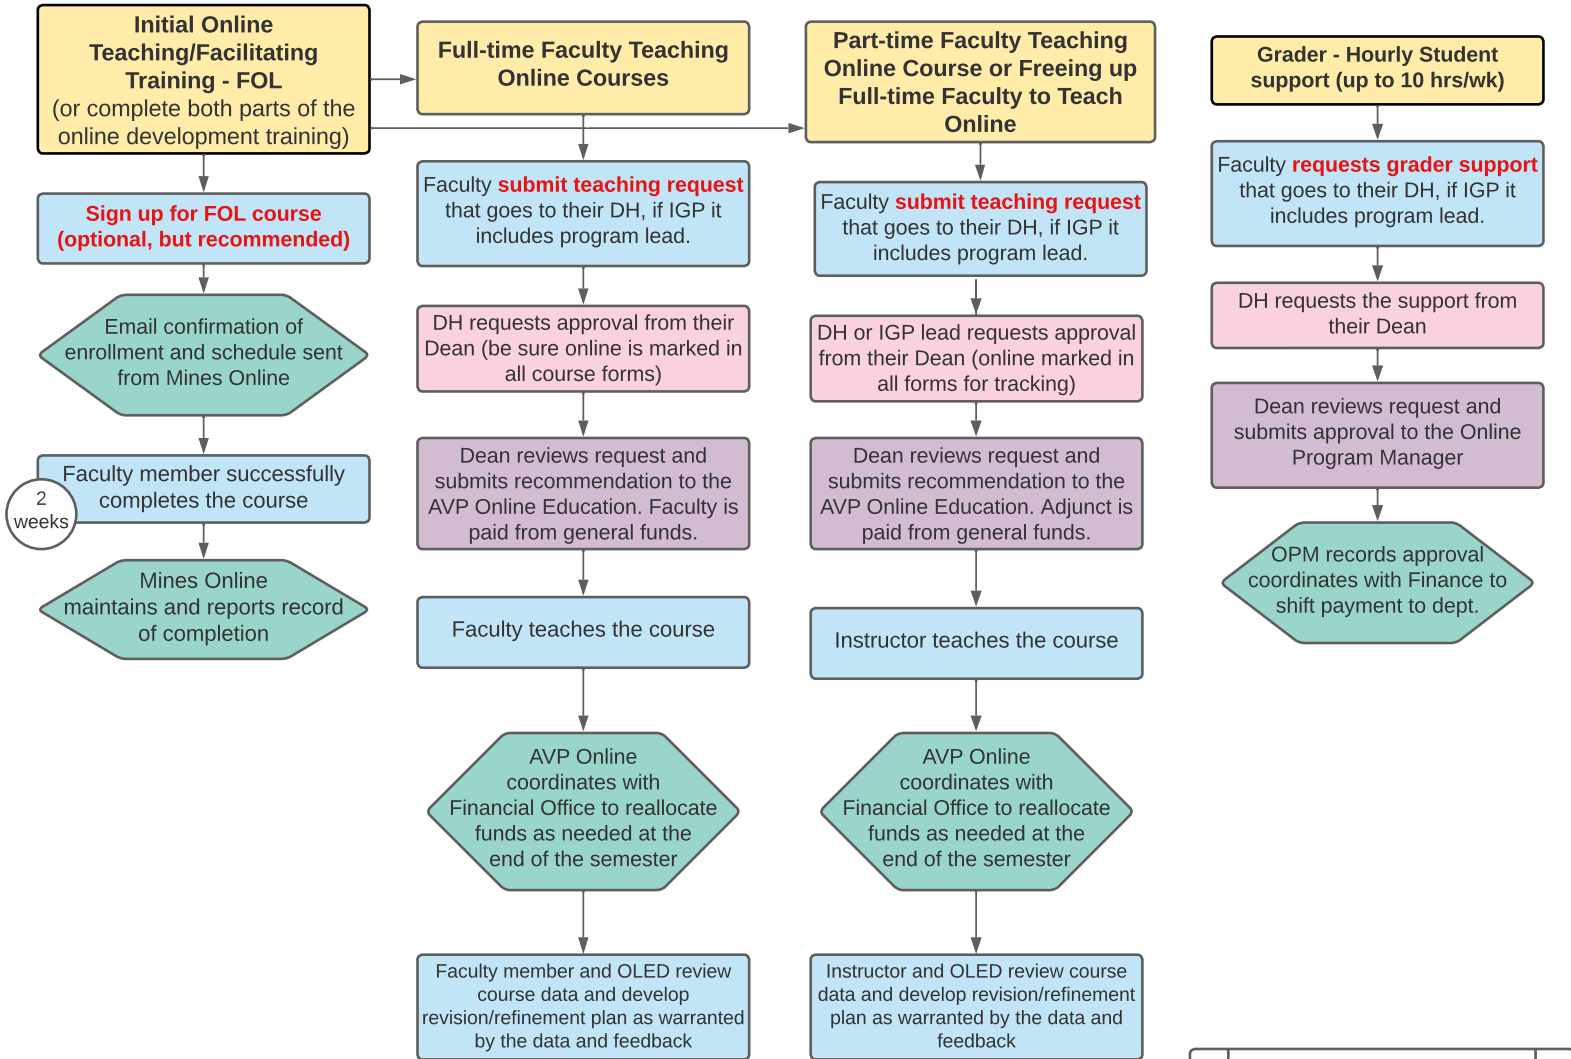 Initial Online
Teaching/Facilitating
Training - FOL
(or complete both parts of the
online development training)
Sign up for FOL course
(optional, but recommended)
Email confirmation of
enrollment and schedule sent
from Mines Online
Faculty member successfully
completes the course
2
weeks
Mines Online
maintains and reports record
of completion
Full-time Faculty Teaching
Online Courses
Faculty submit teaching request
that goes to their DH, if IGP it
includes program lead.
DH requests approval from their
Dean (be sure online is marked in
all course forms)
Dean reviews request and
submits recommendation to the
AVP Online Education. Faculty is
paid from general funds.
Faculty teaches the course
AVP Online
coordinates with
Financial Office to reallocate
funds as needed at the
end of the semester
Faculty member and OLED review
course data and develop
revision/refinement plan as warranted
by the data and feedback
Part-time Faculty Teaching
Online Course or Freeing up
Full-time Faculty to Teach
Online
Faculty submit teaching request
that goes to their DH, if IGP it
includes program lead.
DH or IGP lead requests approval
from their Dean (online marked in
all forms for tracking)
Dean reviews request and
submits recommendation to the
AVP Online Education. Adjunct is
paid from general funds.
Instructor teaches the course
AVP Online
coordinates with
Financial Office to reallocate
funds as needed at the
end of the semester
Instructor and OLED review course
data and develop revision/refinement
plan as warranted by the data and
feedback
Grader - Hourly Student
support (up to 10 hrs/wk)
Faculty requests grader support
that goes to their DH, if IGP it
includes program lead.
DH requests the support from
their Dean
Dean reviews request and
submits approval to the Online
Program Manager
OPM records approval
coordinates with Finance to
shift payment to dept.